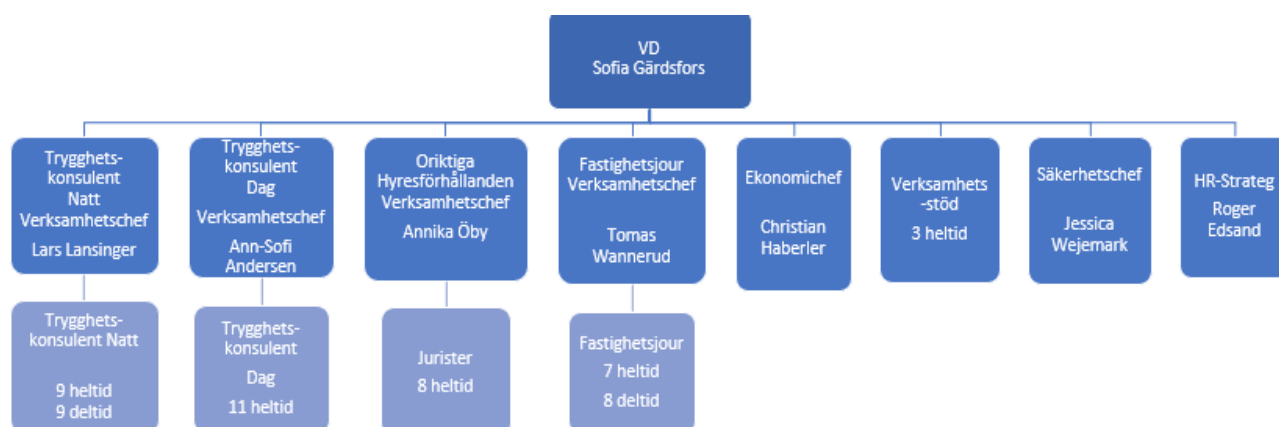 VD
Sofia Gärdsfors
Trygghets-
konsulent
Natt
Verksamhetschef
Lars Lansinger
Trygghets-
konsulent
Dag
Verksamhetschef
Ann-Sofi
Andersen
Oriktiga
Hyresförhållanden
Verksamhetschef
Annika Öby
Fastighetsjour
Verksamhetschef
Tomas
Wannerud
Ekonomichef
Christian
Haberler
Verksamhets
-stöd
3 heltid
Säkerhetschef
Jessica
Wejemark
HR-Strateg
Roger
Edsand
Trygghets-
konsulent Natt
9 heltid
9 deltid
Trygghets-
konsulent
Dag
11 heltid
Jurister
8 heltid
Fastighetsjour
7 heltid
8 deltid